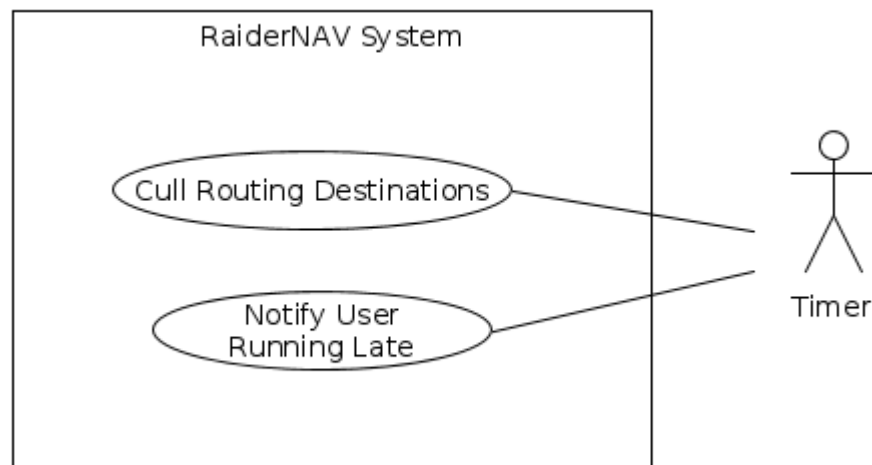 RaiderNAV System
Cull Routing Destinations
Notify User
Running Late
Timer